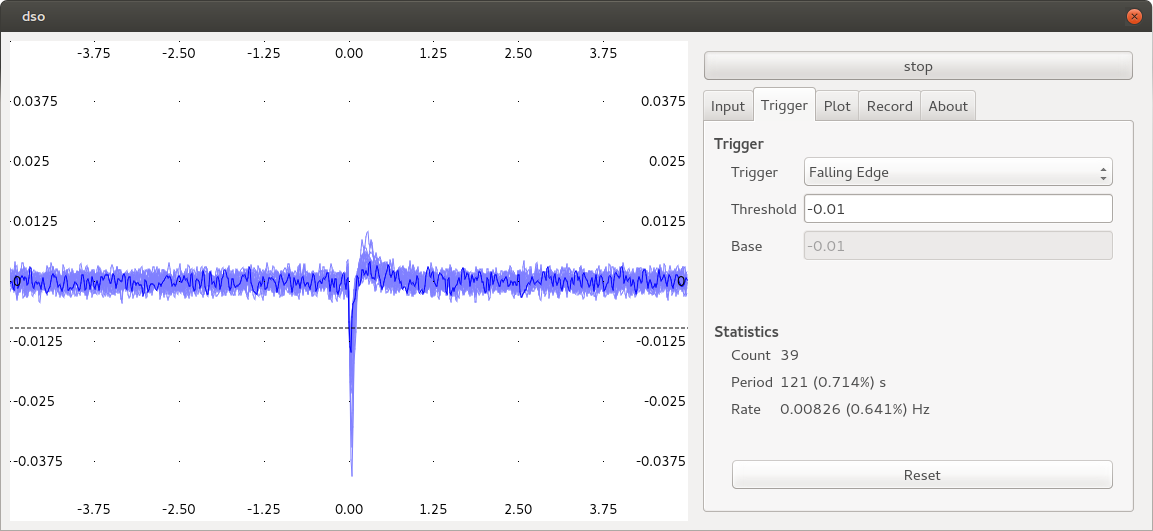 dso
-3.75 -2.50 -1.25 0.00 1.25 2.50 3.75
0.0375 0.0375
0.025 0.025
0.0125 0.0125
0 0
-0.0125 -0.0125
-0.025 -0.025
-0.0375 -0.0375
-3.75 -2.50 -1.25 0.00 1.25 2.50 3.75
stop
Input Trigger Plot Record About
Trigger
Trigger Falling Edge
Threshold -0.01
Base -0.01
Statistics
Count 39
Period 121 (0.714%) s
Rate 0.00826 (0.641%) Hz
Reset